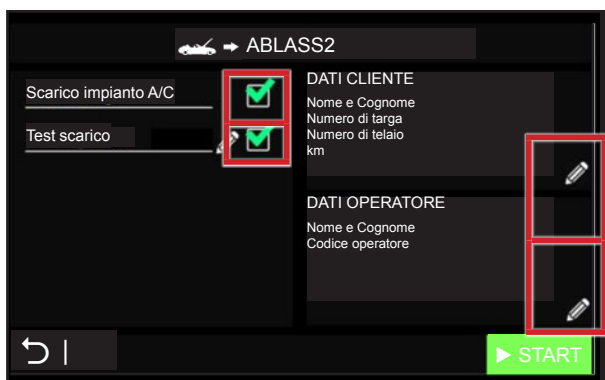 ABLASS2
Scarico impianto A/C
Test scarico
DATI CLIENTE
Nome e Cognome
Numero di targa
Numero di telaio
km
DATI OPERATORE
Nome e Cognome
Codice operatore
START